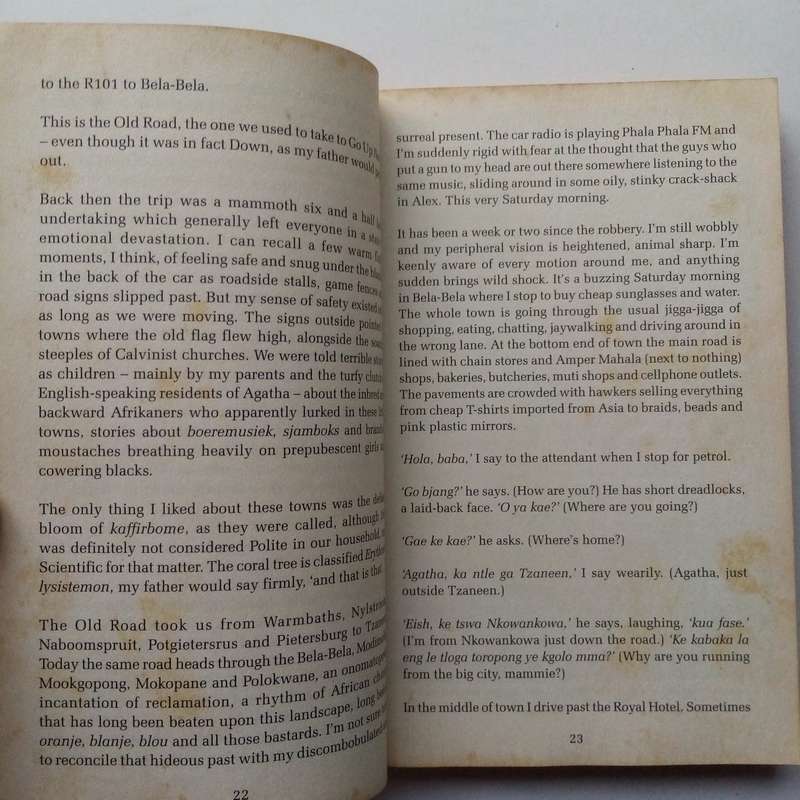 to the R101 to Bela-Bela.
This is the Old Road, the one we used to take to Go Up
– even though it was in fact Down, as my father would
out.
Back then the trip was a mammoth six and a half
undertaking which generally left everyone in a
emotional devastation. I can recall a few warm
moments, I think, of feeling safe and snug under the
in the back of the car as roadside stalls, game fences
road signs slipped past. But my sense of safety existed
as long as we were moving. The signs outside pointed
towns where the old flag flew high, alongside the
steeples of Calvinist churches. We were told terrible
as children – mainly by my parents and the turfy
English-speaking residents of Agatha – about the inbred
backward Afrikaners who apparently lurked in these
towns, stories about boeremusiek, sjamboks and
moustaches breathing heavily on prepubescent girls
cowering blacks.
The only thing I liked about these towns was the
bloom of kaffirbome, as they were called, although
was definitely not considered Polite in our household,
Scientific for that matter. The coral tree is classified
lysistemon, my father would say firmly, 'and that is
The Old Road took us from Warmbaths, Nylstroom,
Naboomspruit, Potgietersrus and Pietersburg to
Today the same road heads through the Bela-Bela,
Mookgopong, Mokopane and Polokwane, an
incantation of reclamation, a rhythm of African
that has long been beaten upon this landscape, long
oranje, blanje, blou and all those bastards. I'm not sure
to reconcile that hideous past with my discombobulated
22
surreal present. The car radio is playing Phala Phala FM and
I'm suddenly rigid with fear at the thought that the guys who
put a gun to my head are out there somewhere listening to the
same music, sliding around in some oily, stinky crack-shack
in Alex. This very Saturday morning.
It has been a week or two since the robbery. I'm still wobbly
and my peripheral vision is heightened, animal sharp. I'm
keenly aware of every motion around me, and anything
sudden brings wild shock. It's a buzzing Saturday morning
in Bela-Bela where I stop to buy cheap sunglasses and water.
The whole town is going through the usual jigga-jigga of
shopping, eating, chatting, jaywalking and driving around in
the wrong lane. At the bottom end of town the main road is
lined with chain stores and Amper Mahala (next to nothing)
shops, bakeries, butcheries, muti shops and cellphone outlets.
The pavements are crowded with hawkers selling everything
from cheap T-shirts imported from Asia to braids, beads and
pink plastic mirrors.
'Hola, baba,' I say to the attendant when I stop for petrol.
'Go bjang?' he says. (How are you?) He has short dreadlocks,
a laid-back face. 'O ya kae?' (Where are you going?)
'Gae ke kae?' he asks. (Where's home?)
'Agatha, ka ntle ga Tzaneen,' I say wearily. (Agatha, just
outside Tzaneen.)
'Eish, ke tswa Nkowankowa,' he says, laughing, 'kua fase.'
(I'm from Nkowankowa just down the road.) 'Ke kabaka la
eng le tloga toropong ye kgolo mma?' (Why are you running
from the big city, mammie?)
In the middle of town I drive past the Royal Hotel. Sometimes
23